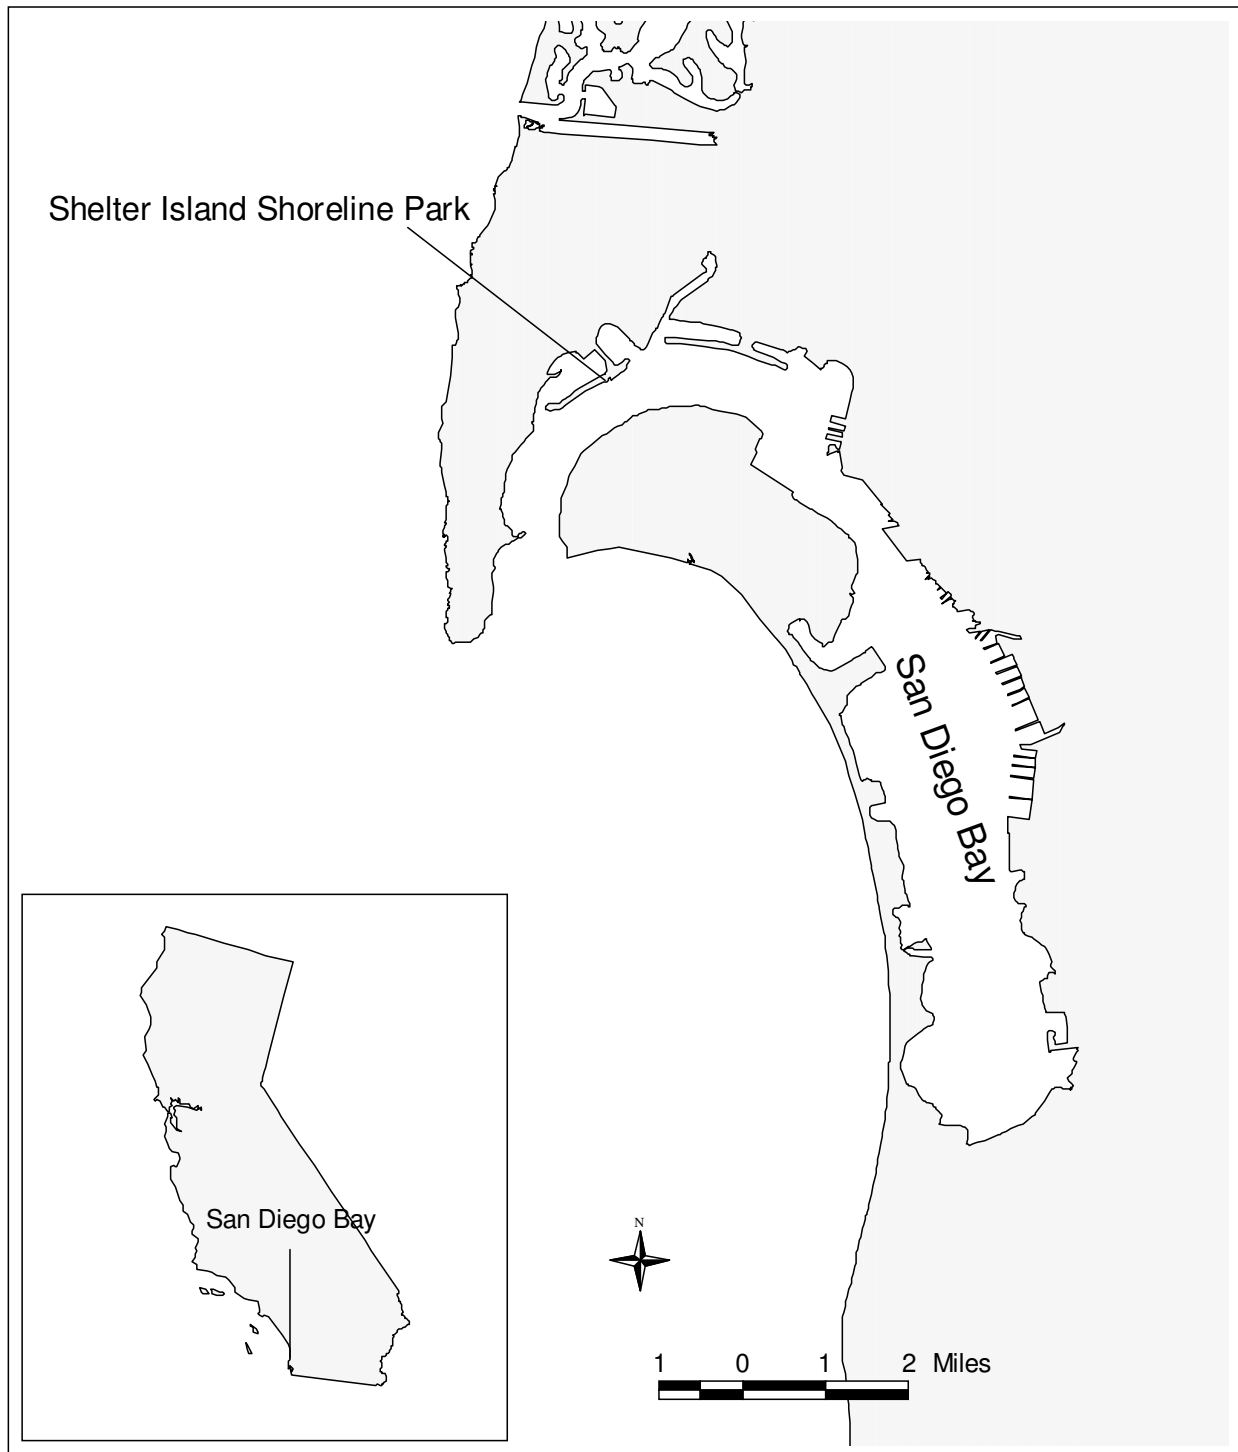 Shelter Island Shoreline Park
San Diego Bay
San Diego Bay
N
1 0 1 2 Miles